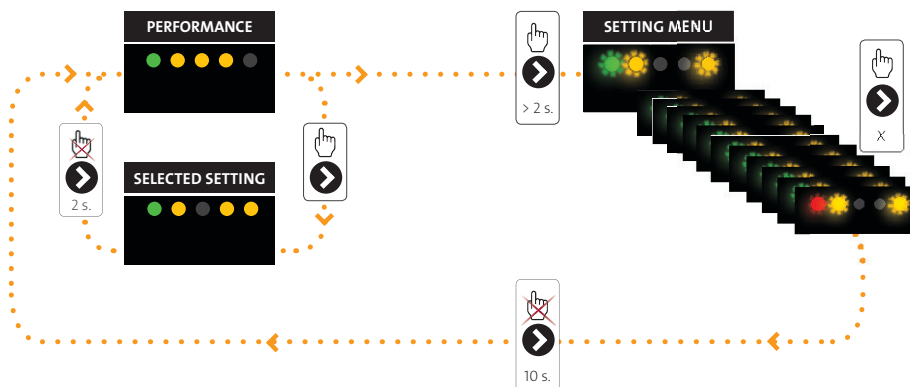 PERFORMANCE
SETTING MENU
> 2 s.
X
2 s.
SELECTED SETTING
10 s.